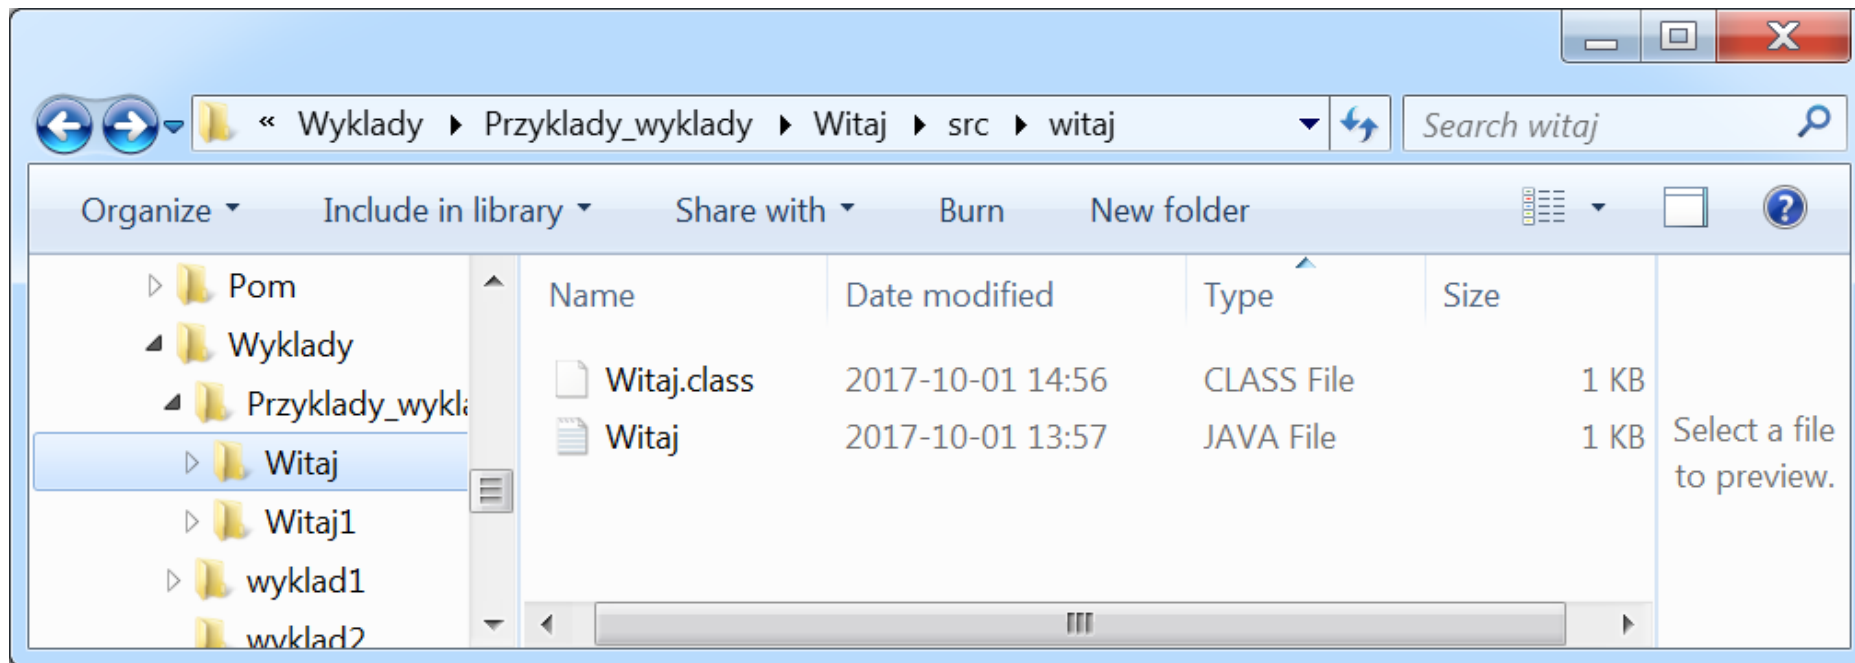 « Wyklady Przyklady_wyklady Witaj src witaj Search witaj
Organize Include in library Share with Burn New folder
Pom
Wyklady
Przyklady_wykla
Witaj
Witaj1
wyklad1
wyklad2
Name Date modified Type Size
Witaj.class 2017-10-01 14:56 CLASS File 1 KB
Witaj 2017-10-01 13:57 JAVA File 1 KB
Select a file
to preview.